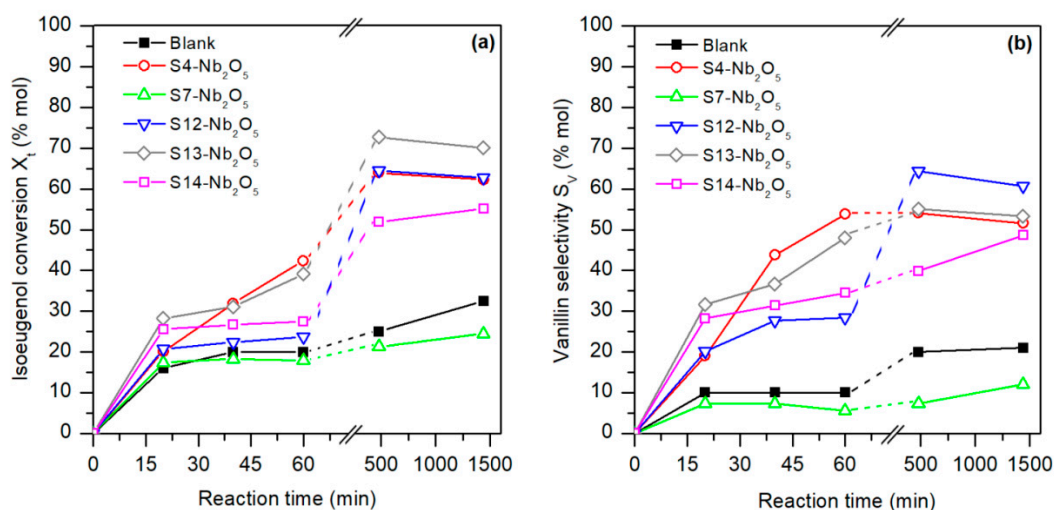 (a)
Isoeugenol conversion Xₜ (% mol)
100
90
80
70
60
50
40
30
20
10
0
Blank
S4-Nb₂O₅
S7-Nb₂O₅
S12-Nb₂O₅
S13-Nb₂O₅
S14-Nb₂O₅
0 15 30 45 60 500 1000 1500
Reaction time (min)
(b)
Vanillin selectivity Sᵥ (% mol)
100
90
80
70
60
50
40
30
20
10
0
Blank
S4-Nb₂O₅
S7-Nb₂O₅
S12-Nb₂O₅
S13-Nb₂O₅
S14-Nb₂O₅
0 15 30 45 60 500 1000 1500
Reaction time (min)